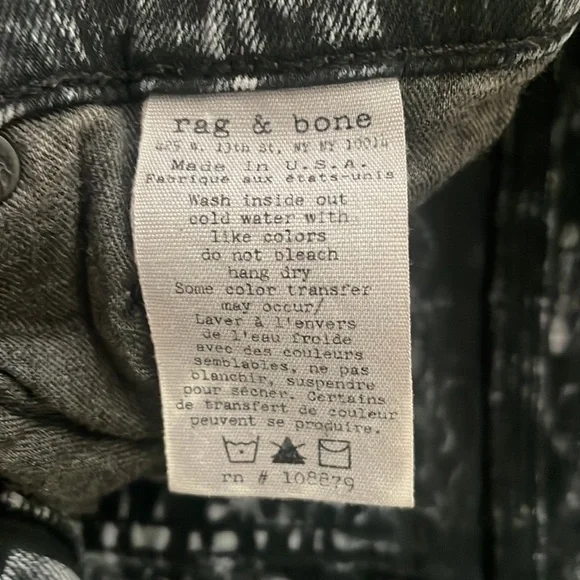 rag & bone
425 W. 13th St, NY NY 10014
Made in U.S.A.
Fabrique aux états-unis
Wash inside out
cold water with
like colors
do not bleach
hang dry
Some color transfer
may occur/
Laver à l'envers
de l'eau froide
avec des couleurs
semblables, ne pas
blanchir, suspendre
pour sécher. Certains
de transfert de couleur
peuvent se produire.
rn # 108879